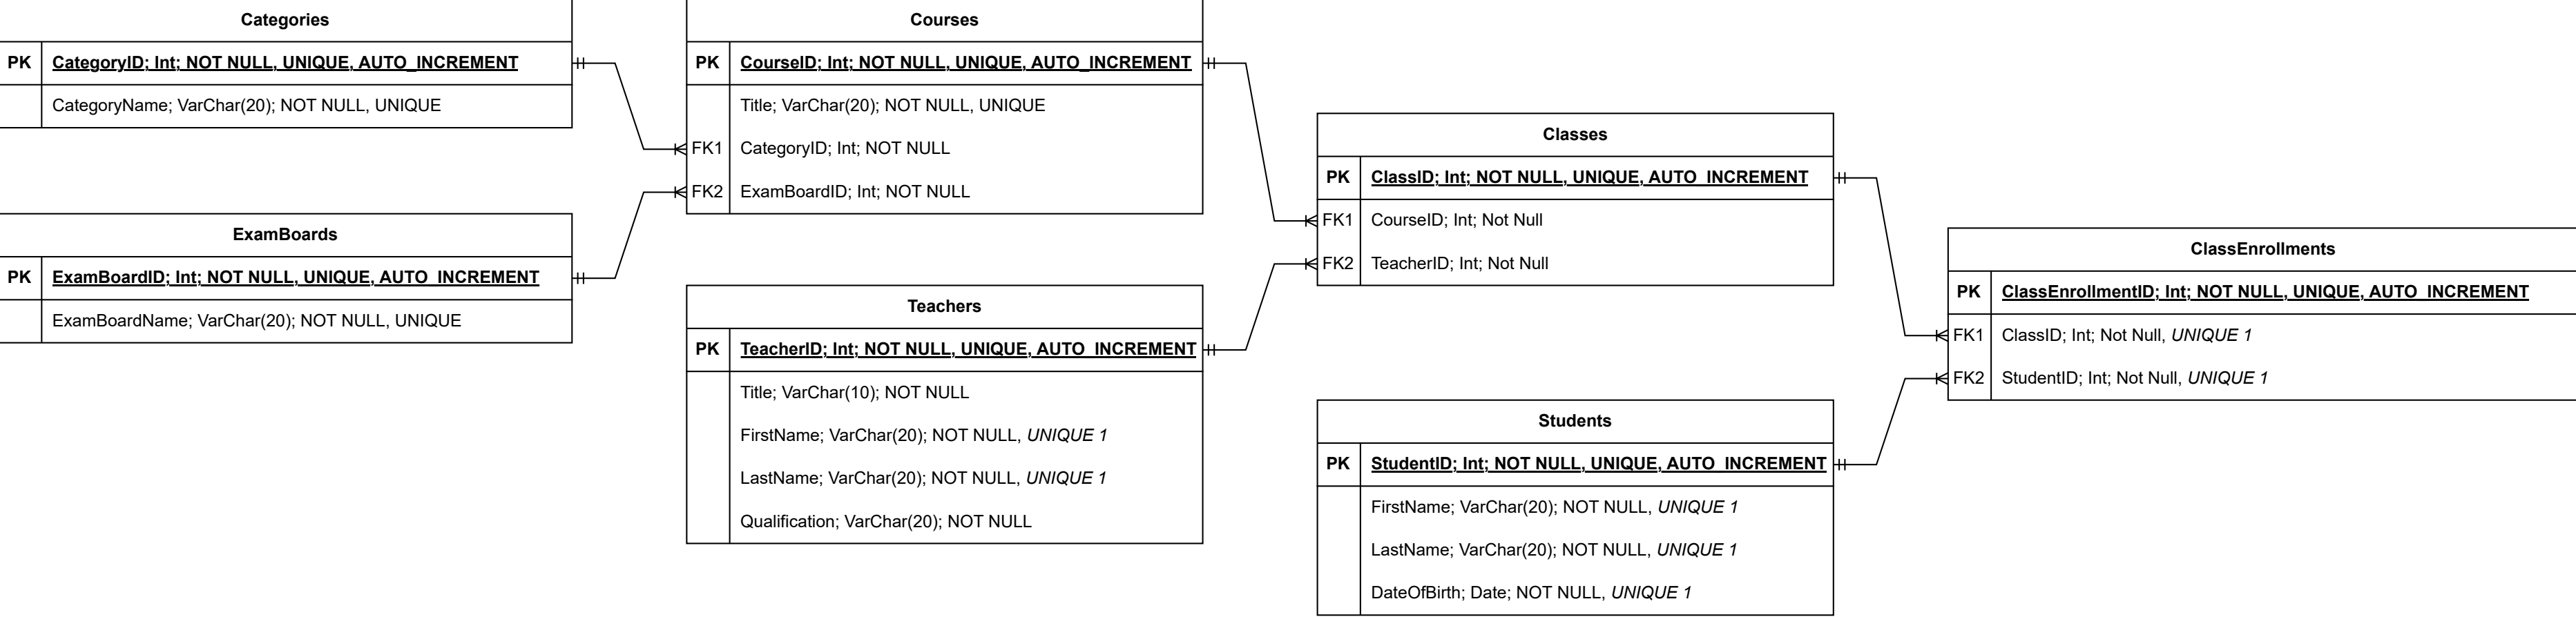 Categories
PK CategoryID; Int; NOT NULL, UNIQUE, AUTO_INCREMENT
CategoryName; VarChar(20); NOT NULL, UNIQUE
ExamBoards
PK ExamBoardID; Int; NOT NULL, UNIQUE, AUTO_INCREMENT
ExamBoardName; VarChar(20); NOT NULL, UNIQUE
Courses
PK CourseID; Int; NOT NULL, UNIQUE, AUTO_INCREMENT
Title; VarChar(20); NOT NULL, UNIQUE
FK1 CategoryID; Int; NOT NULL
FK2 ExamBoardID; Int; NOT NULL
Teachers
PK TeacherID; Int; NOT NULL, UNIQUE, AUTO_INCREMENT
Title; VarChar(10); NOT NULL
FirstName; VarChar(20); NOT NULL, UNIQUE 1
LastName; VarChar(20); NOT NULL, UNIQUE 1
Qualification; VarChar(20); NOT NULL
Classes
PK ClassID; Int; NOT NULL, UNIQUE, AUTO_INCREMENT
FK1 CourseID; Int; Not Null
FK2 TeacherID; Int; Not Null
Students
PK StudentID; Int; NOT NULL, UNIQUE, AUTO_INCREMENT
FirstName; VarChar(20); NOT NULL, UNIQUE 1
LastName; VarChar(20); NOT NULL, UNIQUE 1
DateOfBirth; Date; NOT NULL, UNIQUE 1
ClassEnrollments
PK ClassEnrollmentID; Int; NOT NULL, UNIQUE, AUTO_INCREMENT
FK1 ClassID; Int; Not Null, UNIQUE 1
FK2 StudentID; Int; Not Null, UNIQUE 1